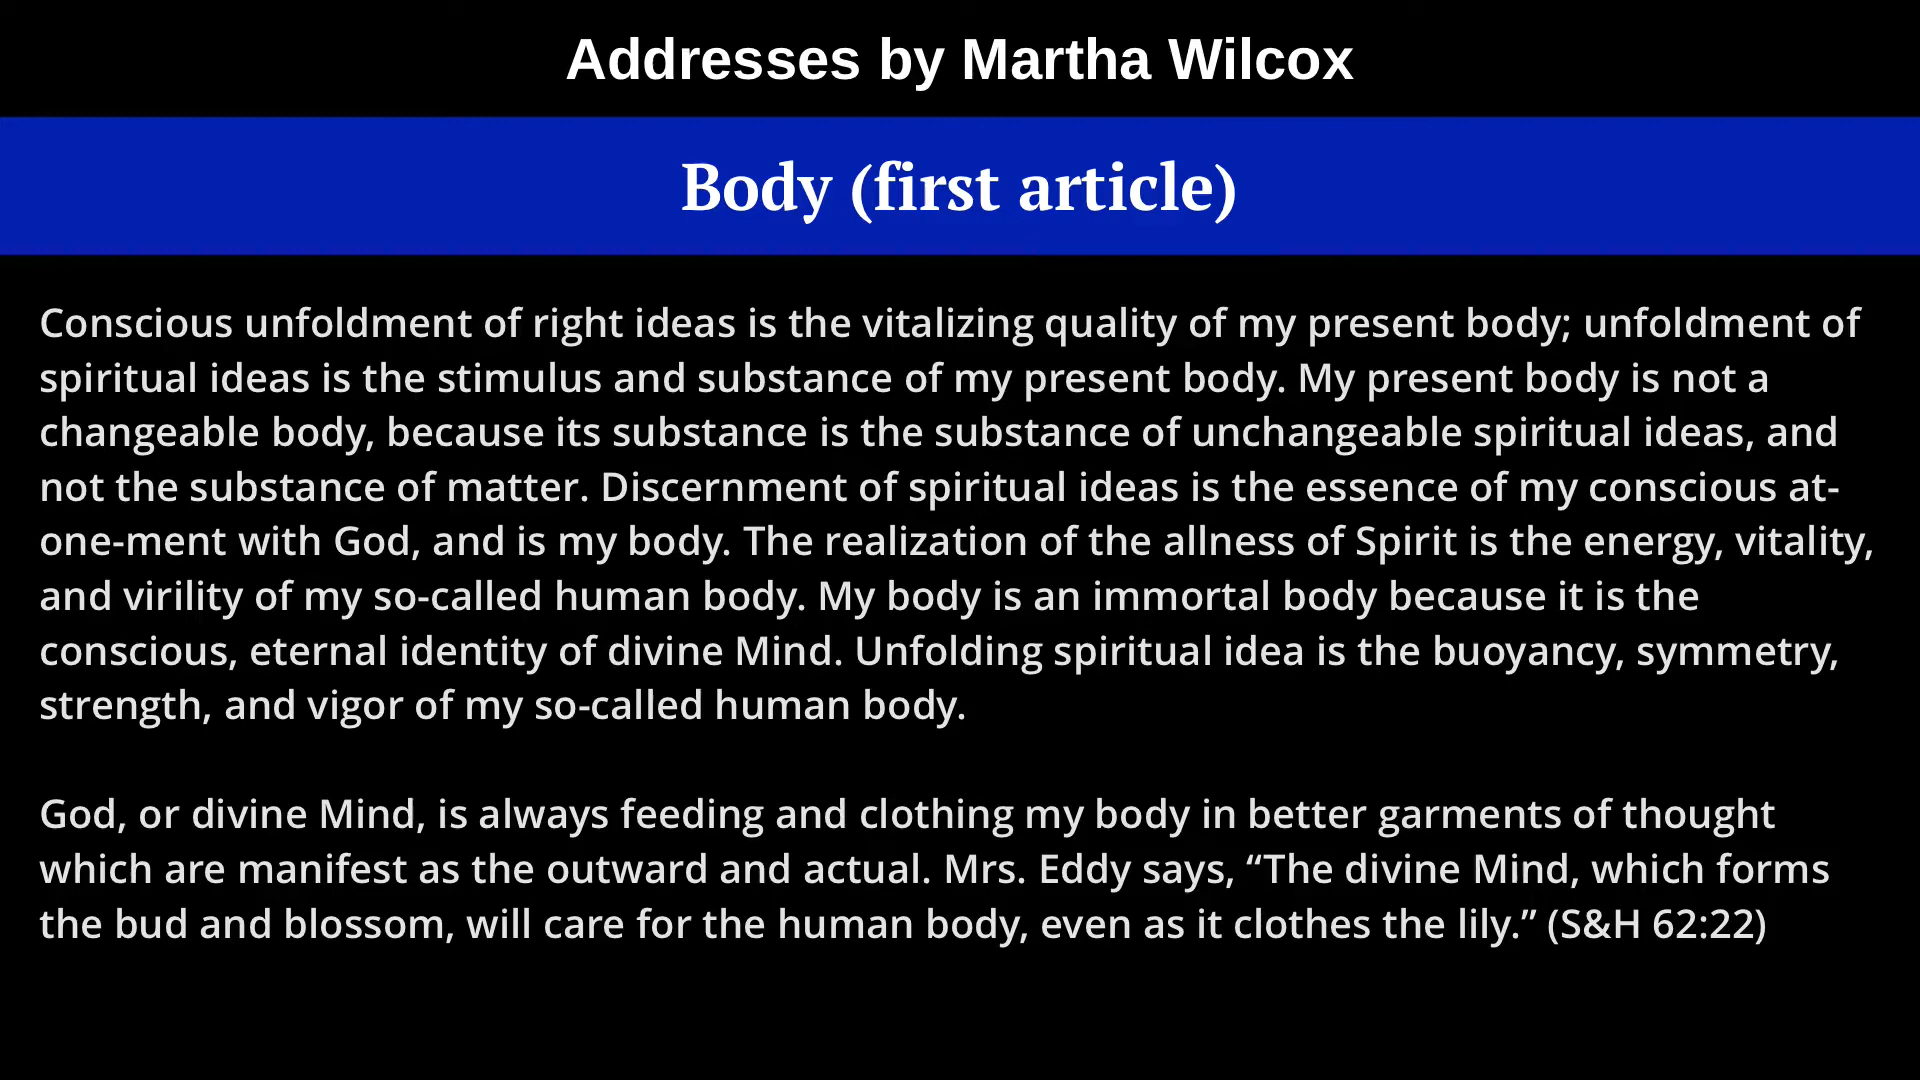 Addresses by Martha Wilcox
Body (first article)
Conscious unfoldment of right ideas is the vitalizing quality of my present body; unfoldment of
spiritual ideas is the stimulus and substance of my present body. My present body is not a
changeable body, because its substance is the substance of unchangeable spiritual ideas, and
not the substance of matter. Discernment of spiritual ideas is the essence of my conscious at-
one-ment with God, and is my body. The realization of the allness of Spirit is the energy, vitality,
and virility of my so-called human body. My body is an immortal body because it is the
conscious, eternal identity of divine Mind. Unfolding spiritual idea is the buoyancy, symmetry,
strength, and vigor of my so-called human body.
God, or divine Mind, is always feeding and clothing my body in better garments of thought
which are manifest as the outward and actual. Mrs. Eddy says, “The divine Mind, which forms
the bud and blossom, will care for the human body, even as it clothes the lily.” (S&H 62:22)